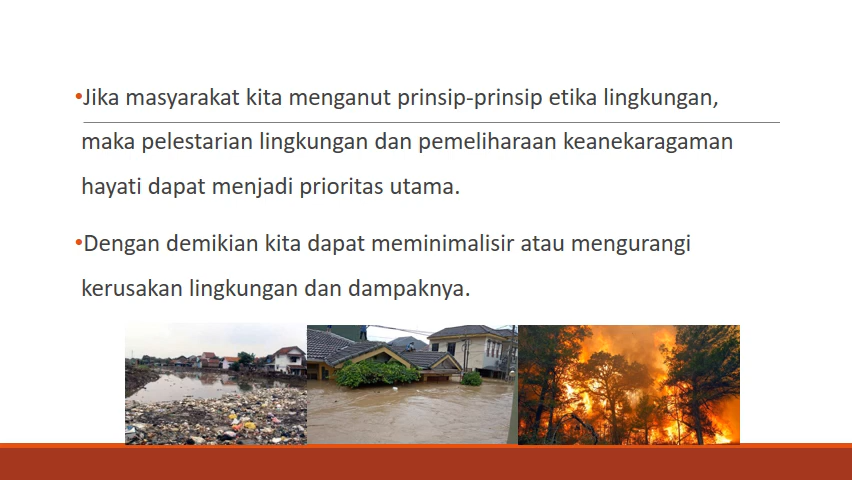 •Jika masyarakat kita menganut prinsip-prinsip etika lingkungan,
maka pelestarian lingkungan dan pemeliharaan keanekaragaman
hayati dapat menjadi prioritas utama.
•Dengan demikian kita dapat meminimalisir atau mengurangi
kerusakan lingkungan dan dampaknya.